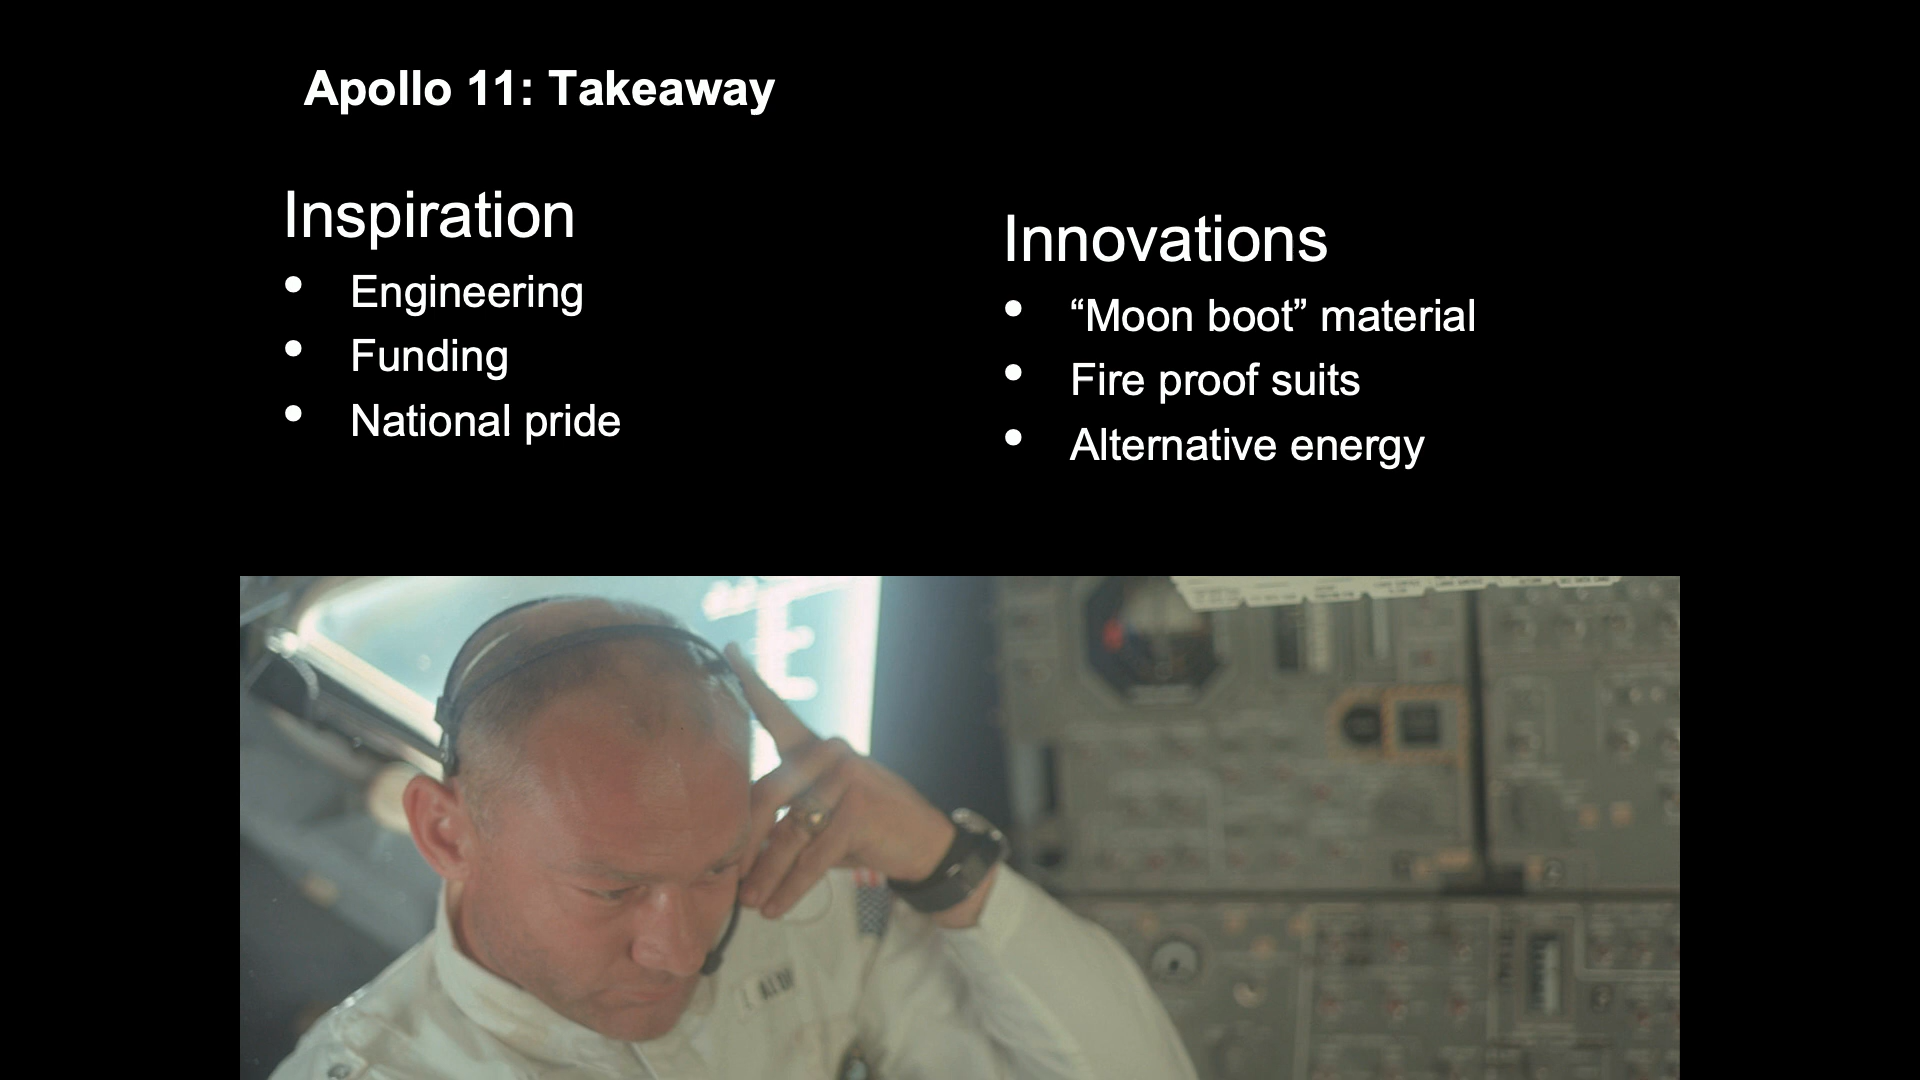 Apollo 11: Takeaway
Inspiration
• Engineering
• Funding
• National pride
Innovations
• “Moon boot” material
• Fire proof suits
• Alternative energy